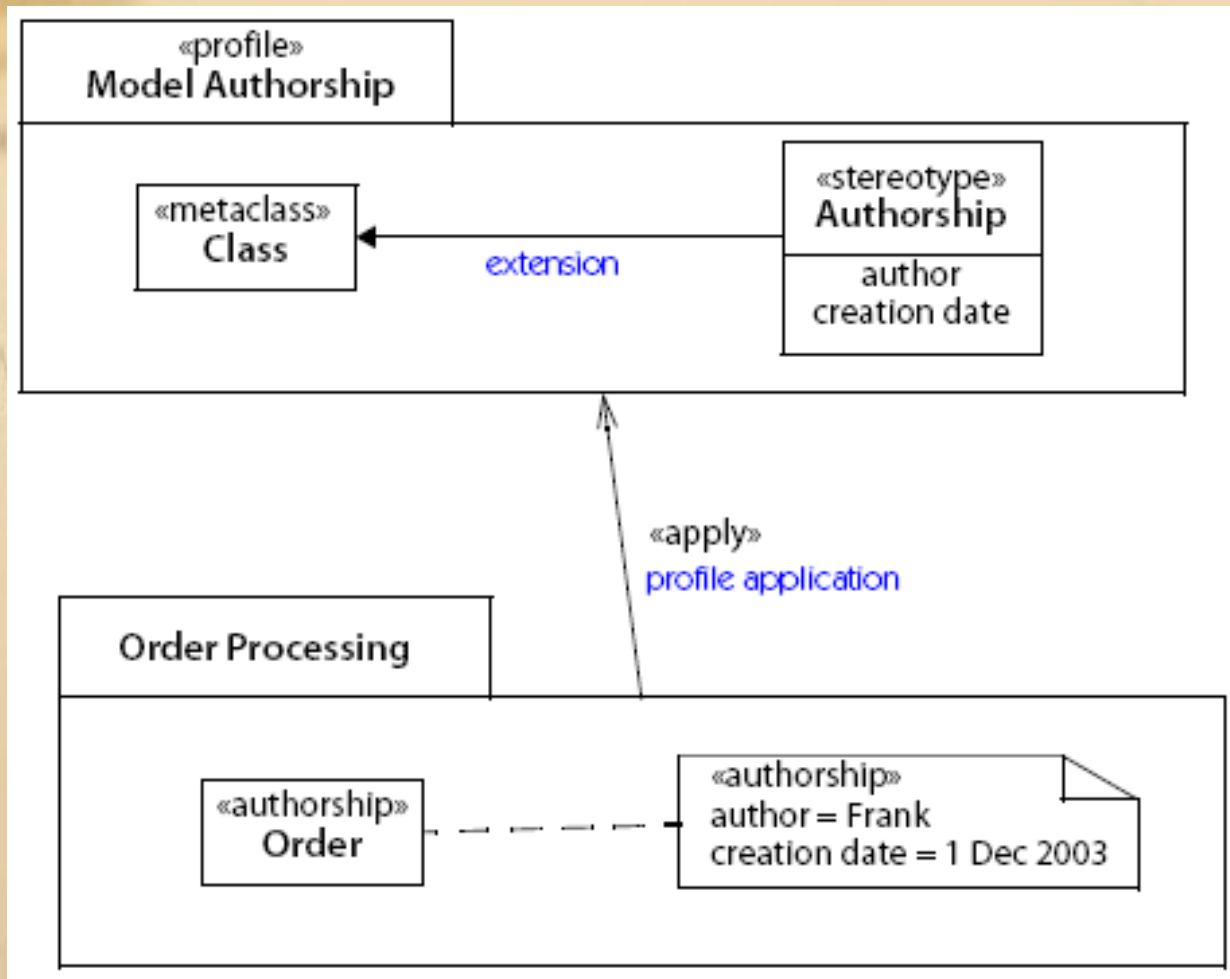 «profile»
Model Authorship
«metaclass»
Class
extension
«stereotype»
Authorship
author
creation date
«apply»
profile application
Order Processing
«authorship»
Order
«authorship»
author = Frank
creation date = 1 Dec 2003